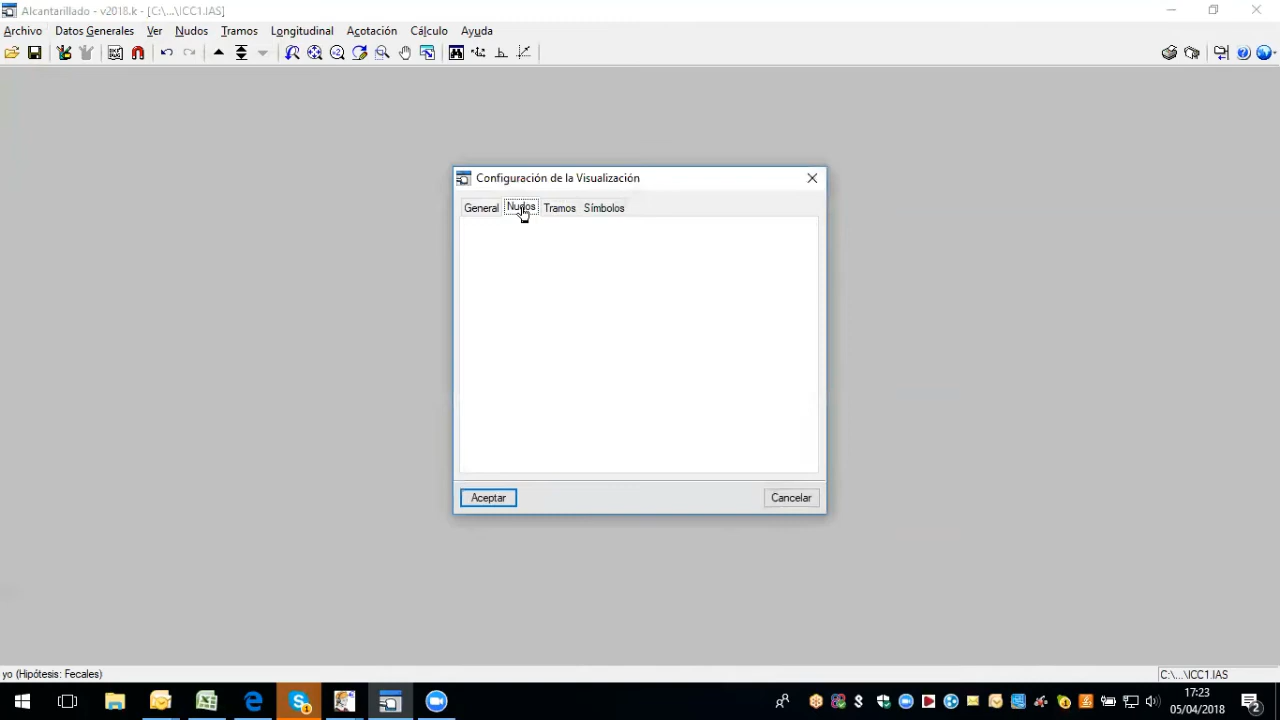 Alcantarillado - v2018.k - [C:\...\ICC1.IAS]
Archivo Datos Generales Ver Nudos Tramos Longitudinal Acotación Cálculo Ayuda
Configuración de la Visualización
General Nudos Tramos Símbolos
Aceptar Cancelar
yo (Hipótesis: Fecales) C:\...\ICC1.IAS
17:23
05/04/2018